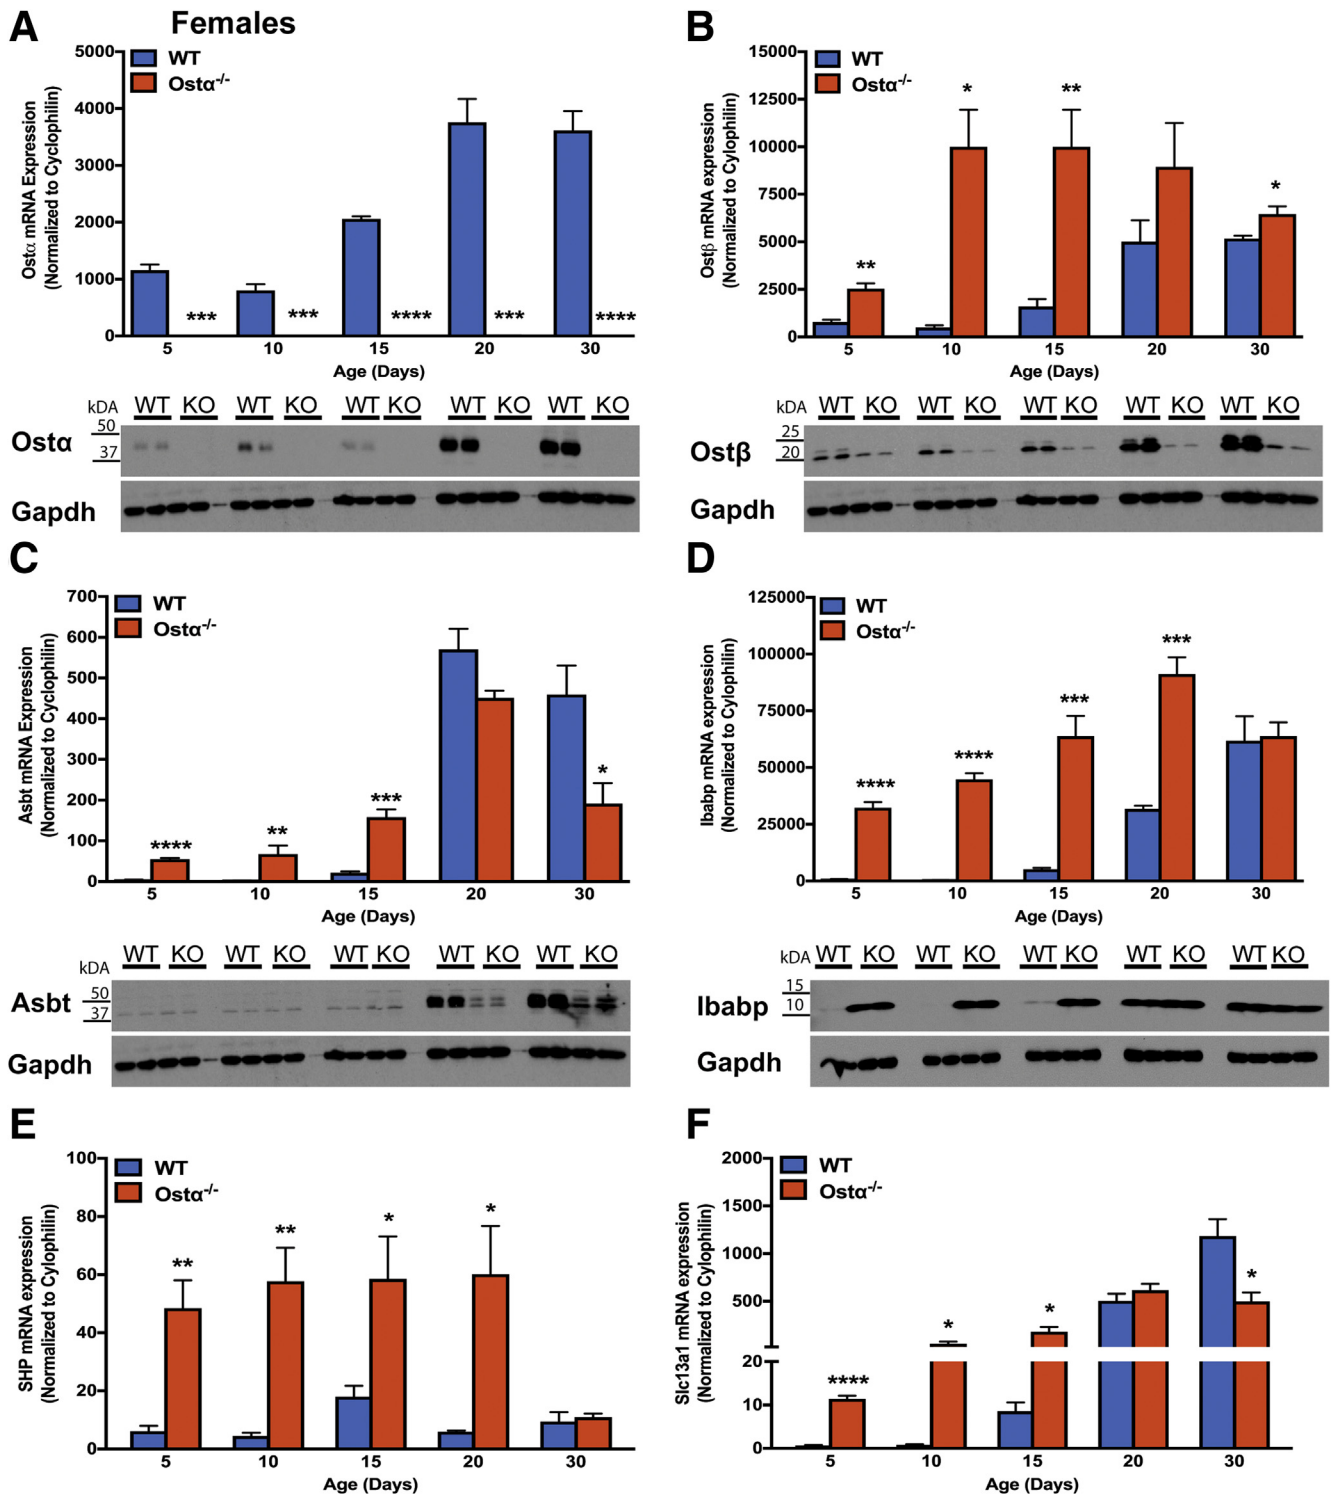 A
Females
WT
Ostα-/-
Ostα mRNA Expression
(Normalized to Cyclophilin)
5000
4000
3000
2000
1000
0
*** *** **** *** ****
5 10 15 20 30
Age (Days)
kDA WT KO WT KO WT KO WT KO WT KO
Ostα
50
37
Gapdh
B
WT
Ostα-/-
Ostβ mRNA expression
(Normalized to Cylophilin)
15000
12500
10000
7500
5000
2500
0
** * ** *
5 10 15 20 30
Age (Days)
kDA WT KO WT KO WT KO WT KO WT KO
Ostβ
25
20
Gapdh
C
WT
Ostα-/-
Asbt mRNA Expression
(Normalized to Cyclophilin)
700
600
500
400
300
200
100
0
**** ** *** *
5 10 15 20 30
Age (Days)
kDA WT KO WT KO WT KO WT KO WT KO
Asbt
50
37
Gapdh
D
WT
Ostα-/-
Ibabp mRNA expression
(Normalized to Cylophilin)
125000
100000
75000
50000
25000
0
**** **** *** ***
5 10 15 20 30
Age (Days)
kDA WT KO WT KO WT KO WT KO WT KO
Ibabp
15
10
Gapdh
E
WT
Ostα-/-
SHP mRNA expression
(Normalized to Cylophilin)
100
80
60
40
20
0
** ** * *
5 10 15 20 30
Age (Days)
F
WT
Ostα-/-
Slc13a1 mRNA expression
(Normalized to Cylophilin)
2000
1500
1000
500
20
10
0
**** * * *
5 10 15 20 30
Age (Days)